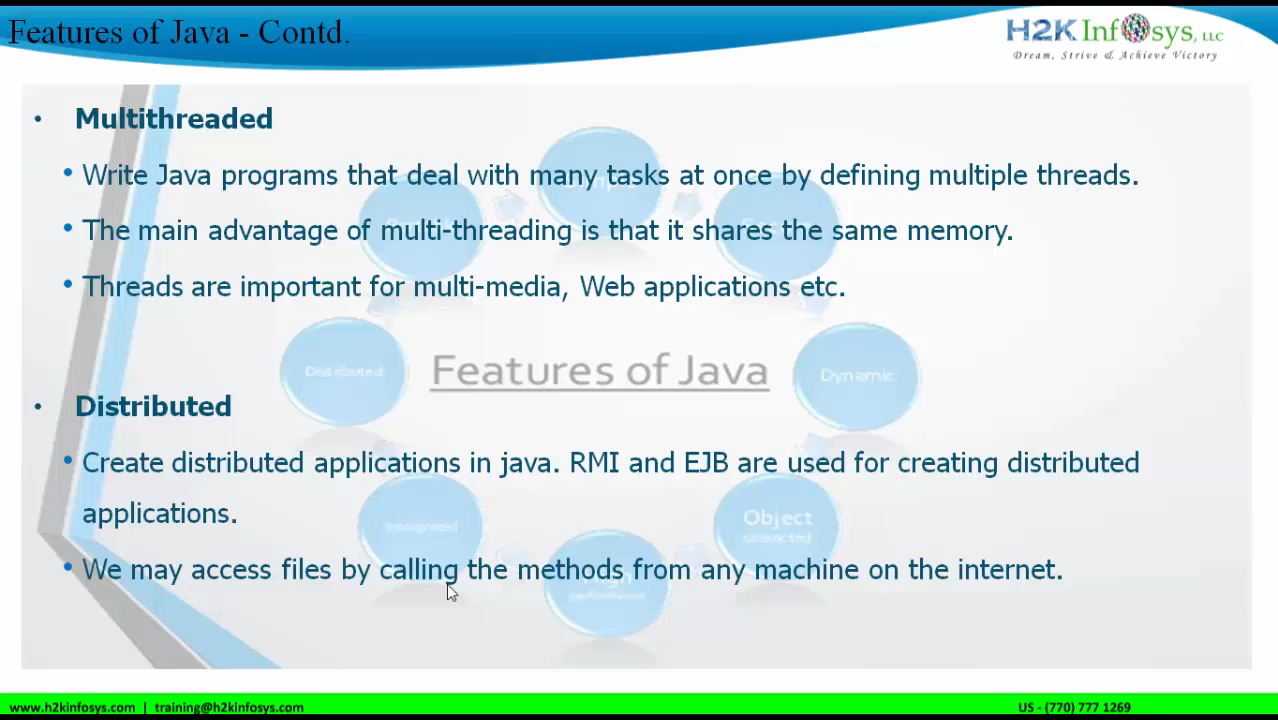 Features of Java - Contd.
H2K Infosys, LLC
Dream, Strive & Achieve Victory
• Multithreaded
• Write Java programs that deal with many tasks at once by defining multiple threads.
• The main advantage of multi-threading is that it shares the same memory.
• Threads are important for multi-media, Web applications etc.
Distributed
Features of Java
Dynamic
• Distributed
• Create distributed applications in java. RMI and EJB are used for creating distributed
applications.
Interpreted
Object
• We may access files by calling the methods from any machine on the internet.
www.h2kinfosys.com | training@h2kinfosys.com
US - (770) 777 1269